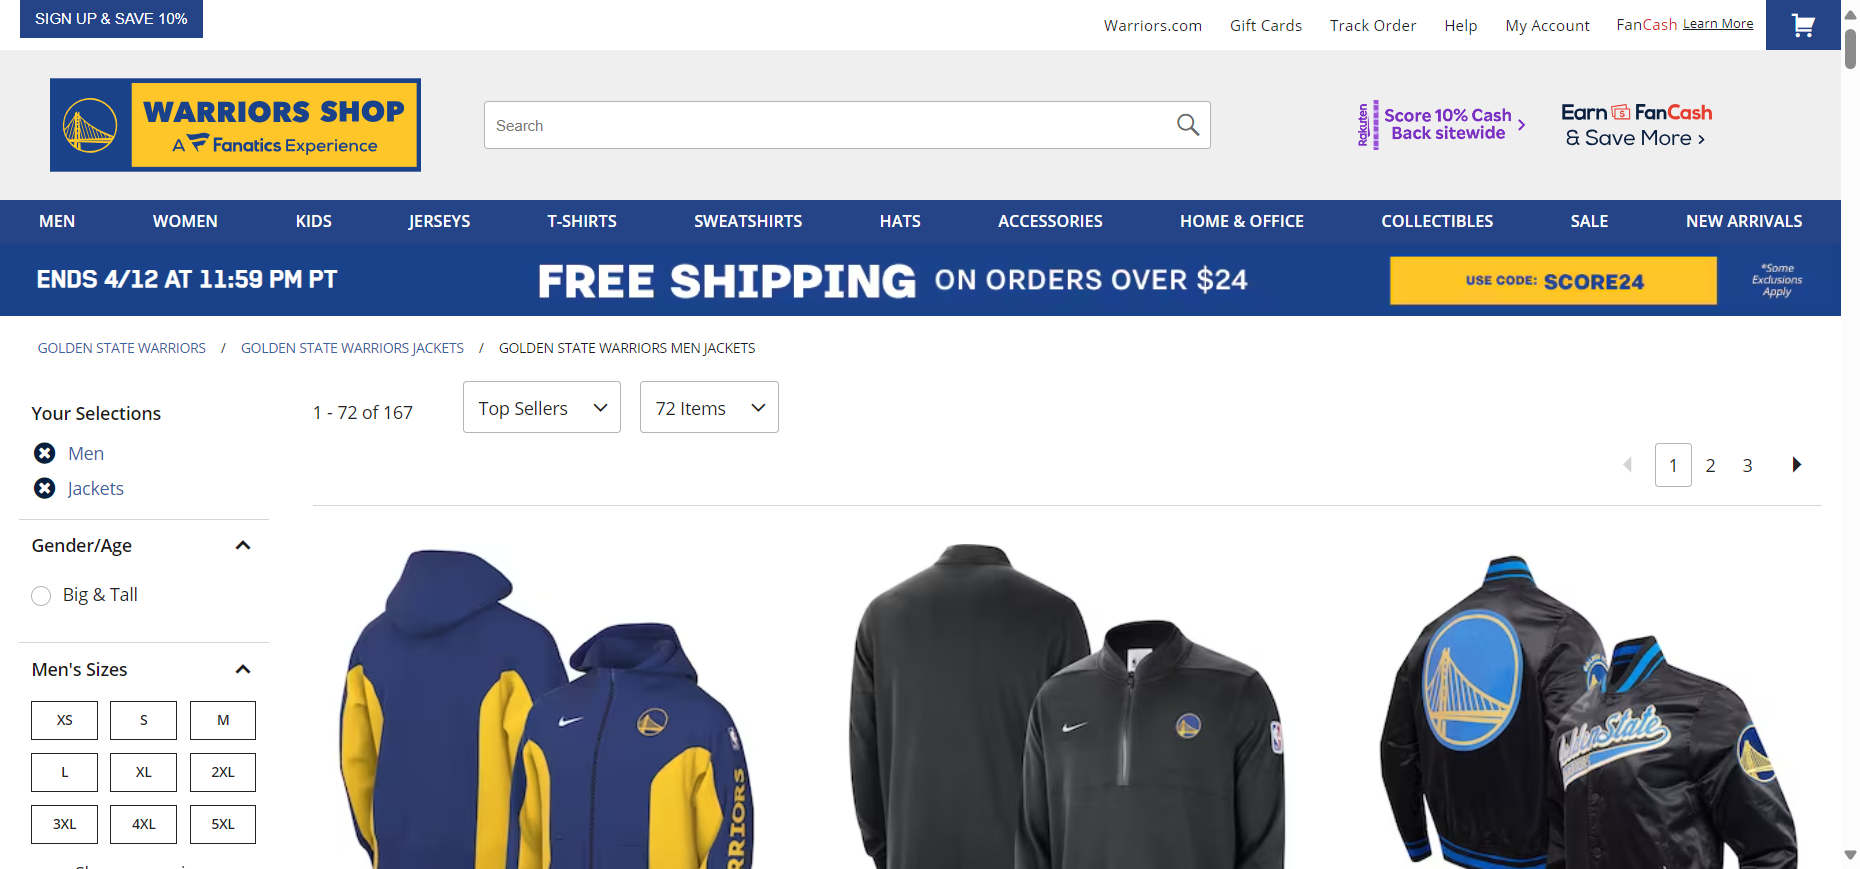 SIGN UP & SAVE 10%
Warriors.com
Gift Cards
Track Order
Help
My Account
FanCash Learn More
WARRIORS SHOP
A Fanatics Experience
Search
Rakuten
Score 10% Cash
Back sitewide >
Earn FanCash
& Save More >
MEN
WOMEN
KIDS
JERSEYS
T-SHIRTS
SWEATSHIRTS
HATS
ACCESSORIES
HOME & OFFICE
COLLECTIBLES
SALE
NEW ARRIVALS
ENDS 4/12 AT 11:59 PM PT
FREE SHIPPING ON ORDERS OVER $24
USE CODE: SCORE24
*Some
Exclusions
Apply
GOLDEN STATE WARRIORS / GOLDEN STATE WARRIORS JACKETS / GOLDEN STATE WARRIORS MEN JACKETS
Your Selections
Men
Jackets
1 - 72 of 167
Top Sellers
72 Items
1 2 3
Gender/Age
Big & Tall
Men's Sizes
XS S M
L XL 2XL
3XL 4XL 5XL